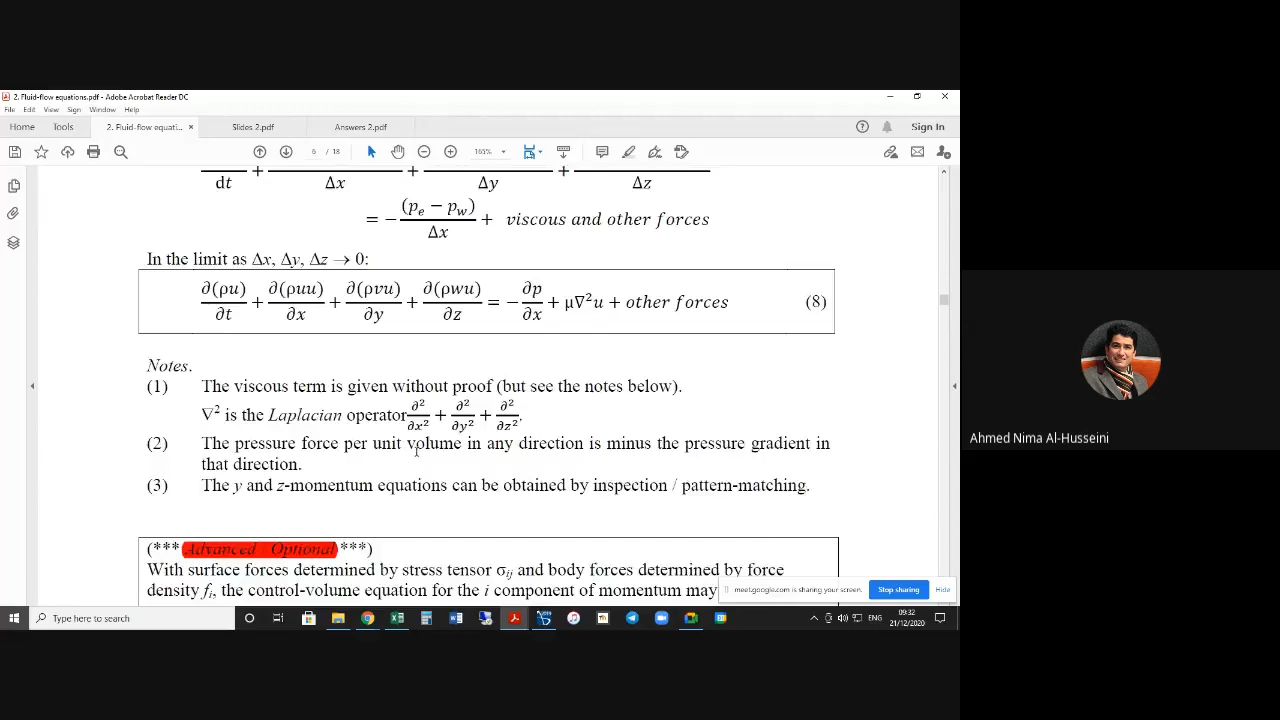 2. Fluid-flow equations.pdf - Adobe Acrobat Reader DC
File Edit View Sign Window Help
Home Tools 2. Fluid-flow equati... × Slides 2.pdf Answers 2.pdf Sign In
6 / 18 165%
dt + Δx + Δy + Δz
= − (pₑ − p_w) / Δx + viscous and other forces
In the limit as Δx, Δy, Δz → 0:
∂(ρu)/∂t + ∂(ρuu)/∂x + ∂(ρvu)/∂y + ∂(ρwu)/∂z = −∂p/∂x + μ∇²u + other forces (8)
Notes.
(1) The viscous term is given without proof (but see the notes below).
∇² is the Laplacian operator ∂²/∂x² + ∂²/∂y² + ∂²/∂z².
(2) The pressure force per unit volume in any direction is minus the pressure gradient in
that direction.
(3) The y and z-momentum equations can be obtained by inspection / pattern-matching.
(*** Advanced Optional ***)
With surface forces determined by stress tensor σij and body forces determined by force
density fi, the control-volume equation for the i component of momentum may
meet.google.com is sharing your screen. Stop sharing Hide
Ahmed Nima Al-Husseini
Type here to search
ENG
09:32
21/12/2020